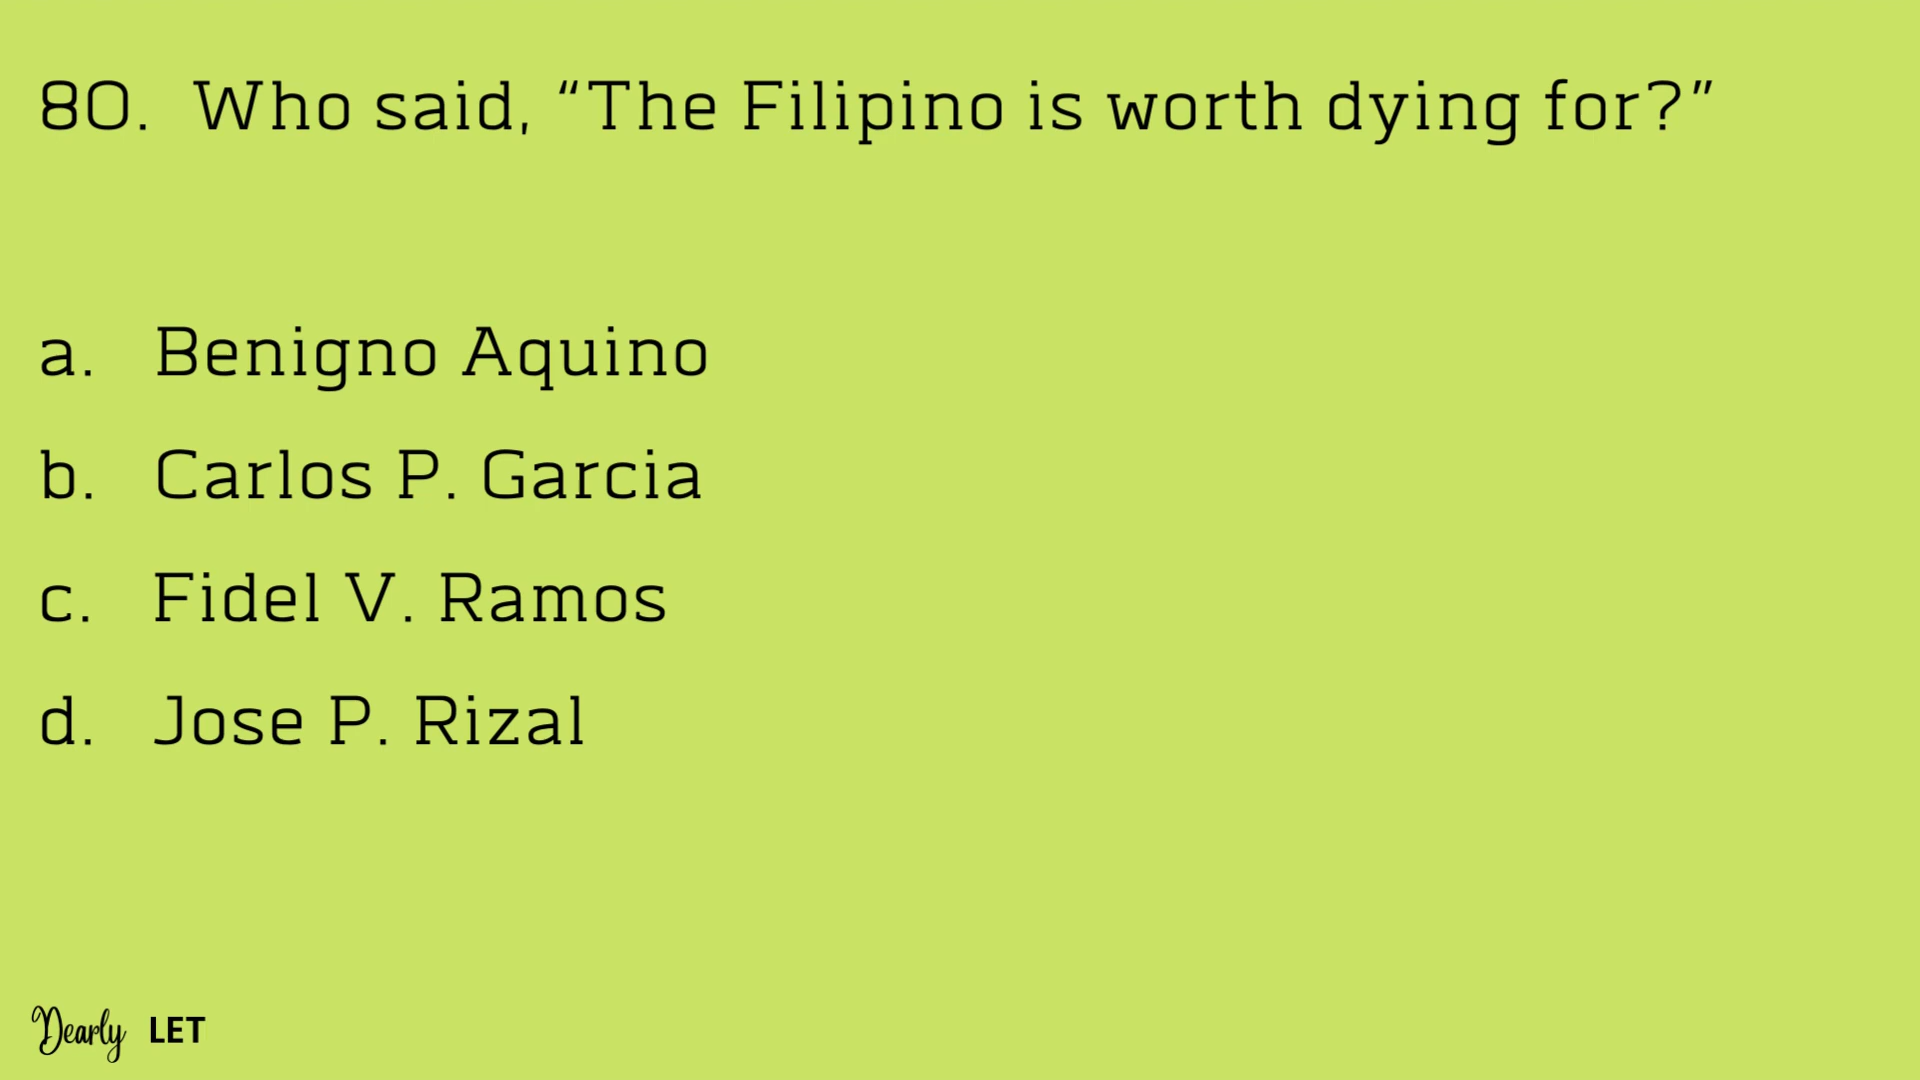 80. Who said, “The Filipino is worth dying for?”
a. Benigno Aquino
b. Carlos P. Garcia
c. Fidel V. Ramos
d. Jose P. Rizal
Dearly LET